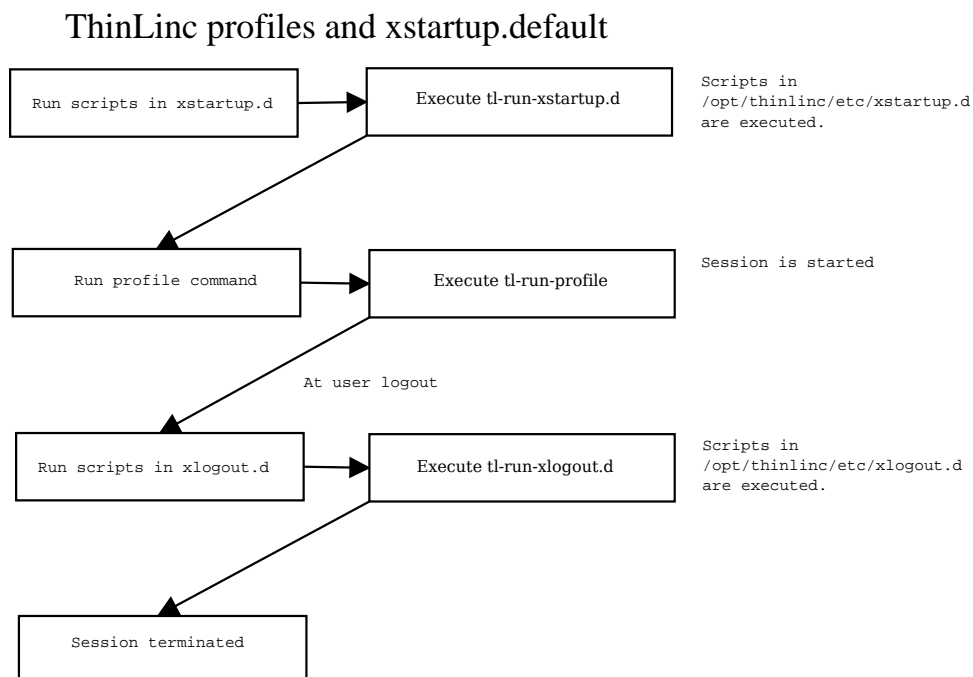 ThinLinc profiles and xstartup.default
Run scripts in xstartup.d
Execute tl-run-xstartup.d
Scripts in
/opt/thinlinc/etc/xstartup.d
are executed.
Run profile command
Execute tl-run-profile
Session is started
At user logout
Run scripts in xlogout.d
Execute tl-run-xlogout.d
Scripts in
/opt/thinlinc/etc/xlogout.d
are executed.
Session terminated